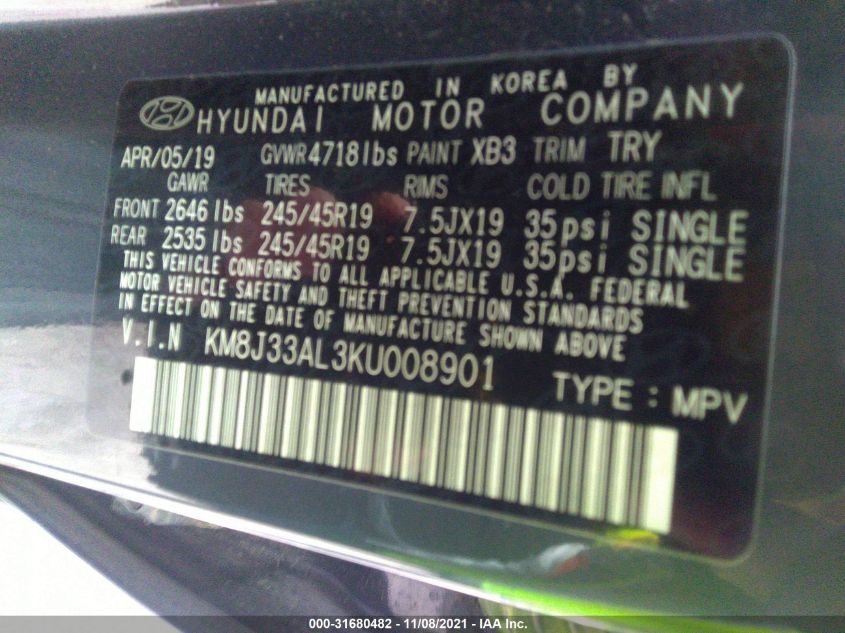 MANUFACTURED IN KOREA BY
HYUNDAI MOTOR COMPANY
APR/05/19 GVWR 4718lbs PAINT XB3 TRIM TRY
GAWR TIRES RIMS COLD TIRE INFL
FRONT 2646 lbs 245/45R19 7.5JX19 35psi SINGLE
REAR 2535 lbs 245/45R19 7.5JX19 35psi SINGLE
THIS VEHICLE CONFORMS TO ALL APPLICABLE U.S.A. FEDERAL
MOTOR VEHICLE SAFETY AND THEFT PREVENTION STANDARDS
IN EFFECT ON THE DATE OF MANUFACTURE SHOWN ABOVE
V.I.N KM8J33AL3KU008901
TYPE : MPV
000-31680482 - 11/08/2021 - IAA Inc.